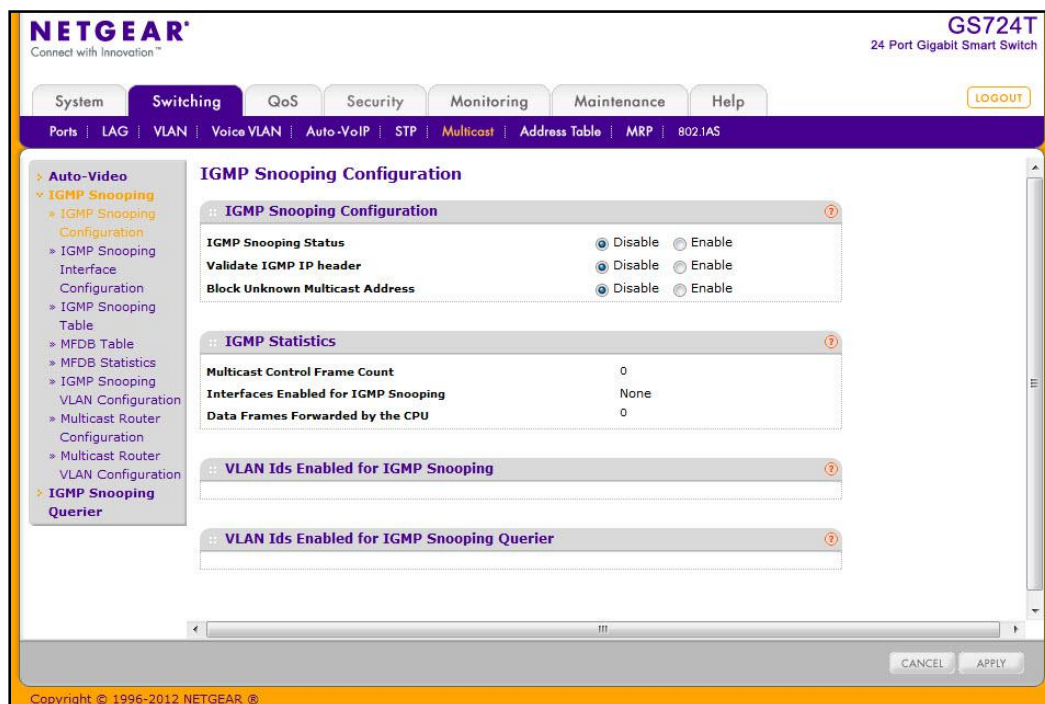 NETGEAR®
Connect with Innovation™
GS724T
24 Port Gigabit Smart Switch
System Switching QoS Security Monitoring Maintenance Help
LOGOUT
Ports LAG VLAN Voice VLAN Auto-VoIP STP Multicast Address Table MRP 802.1AS
Auto-Video
IGMP Snooping
» IGMP Snooping
Configuration
» IGMP Snooping
Interface
Configuration
» IGMP Snooping
Table
» MFDB Table
» MFDB Statistics
» IGMP Snooping
VLAN Configuration
» Multicast Router
Configuration
» Multicast Router
VLAN Configuration
IGMP Snooping
Querier
IGMP Snooping Configuration
IGMP Snooping Configuration ?
IGMP Snooping Status Disable Enable
Validate IGMP IP header Disable Enable
Block Unknown Multicast Address Disable Enable
IGMP Statistics ?
Multicast Control Frame Count 0
Interfaces Enabled for IGMP Snooping None
Data Frames Forwarded by the CPU 0
VLAN Ids Enabled for IGMP Snooping ?
VLAN Ids Enabled for IGMP Snooping Querier ?
CANCEL APPLY
Copyright © 1996-2012 NETGEAR ®